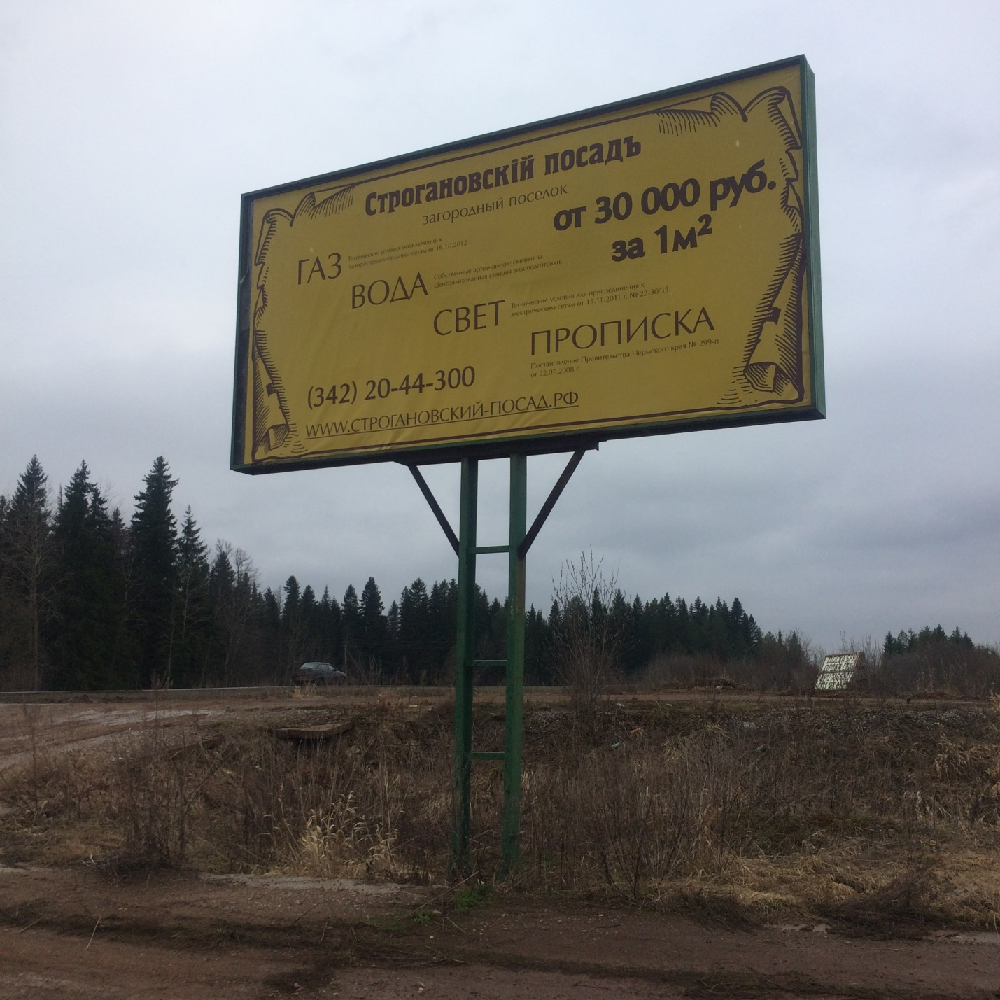 Строгановскій посадъ
загородный поселок
от 30 000 руб.
за 1м²
ГАЗ
Технические условия подключения к
газораспределительным сетям от 16.10.2012 г.
ВОДА
Собственные артезианские скважины.
Централизованная станция водоподготовки.
СВЕТ
Технические условия для присоединения к
электрическим сетям от 15.11.2011 г. № 22-30/35.
ПРОПИСКА
Постановление Правительства Пермского края № 299-п
от 22.07.2008 г.
(342) 20-44-300
WWW.СТРОГАНОВСКИЙ-ПОСАД.РФ